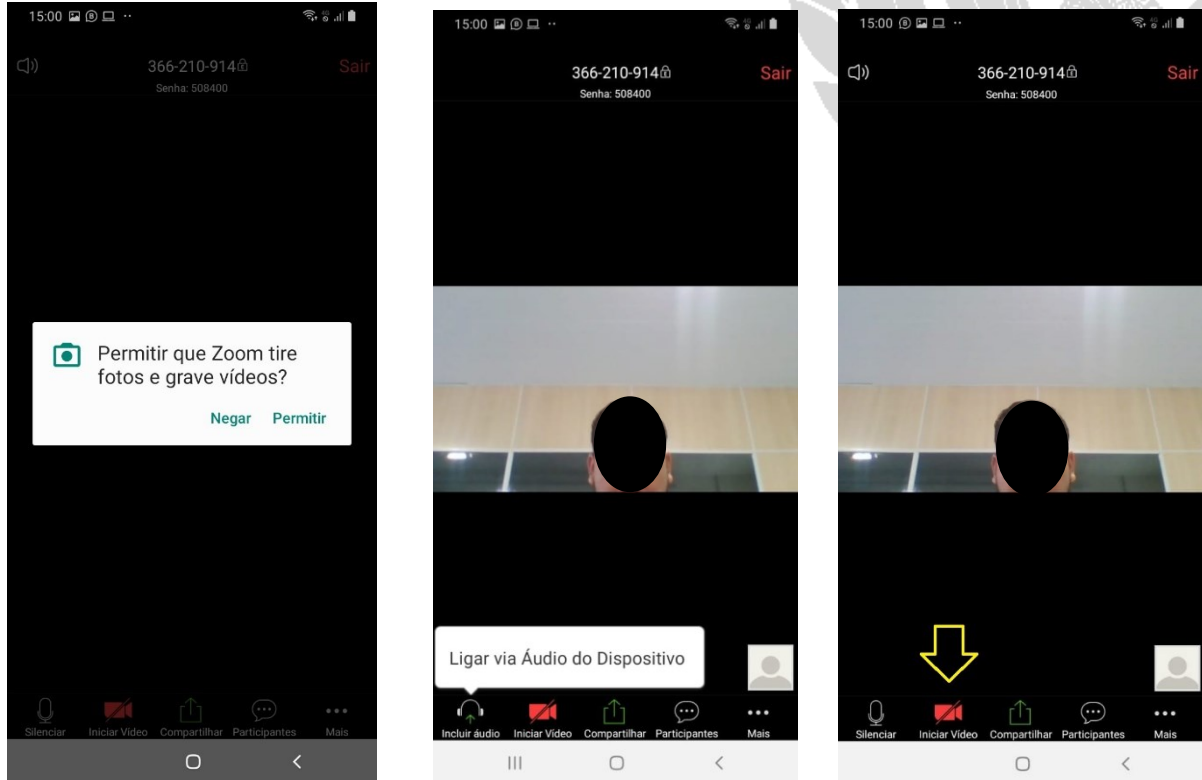 15:00
366-210-914
Sair
Senha: 508400
Permitir que Zoom tire
fotos e grave vídeos?
Negar Permitir
Silenciar Iniciar Vídeo Compartilhar Participantes Mais
15:00
366-210-914
Sair
Senha: 508400
Ligar via Áudio do Dispositivo
Incluir áudio Iniciar Vídeo Compartilhar Participantes Mais
15:00
366-210-914
Sair
Senha: 508400
Silenciar Iniciar Vídeo Compartilhar Participantes Mais